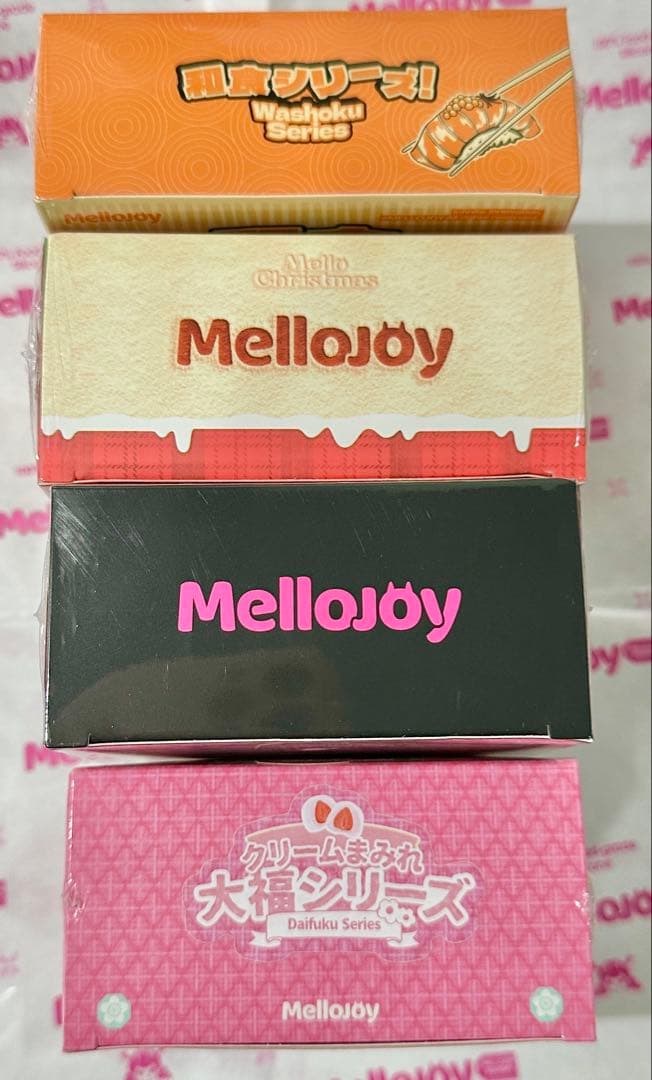 和食シリーズ!
Washoku
Series
MelloJoy
Mello
Christmas
MelloJoy
MelloJoy
クリームまみれ
大福シリーズ
Daifuku Series
MelloJoy